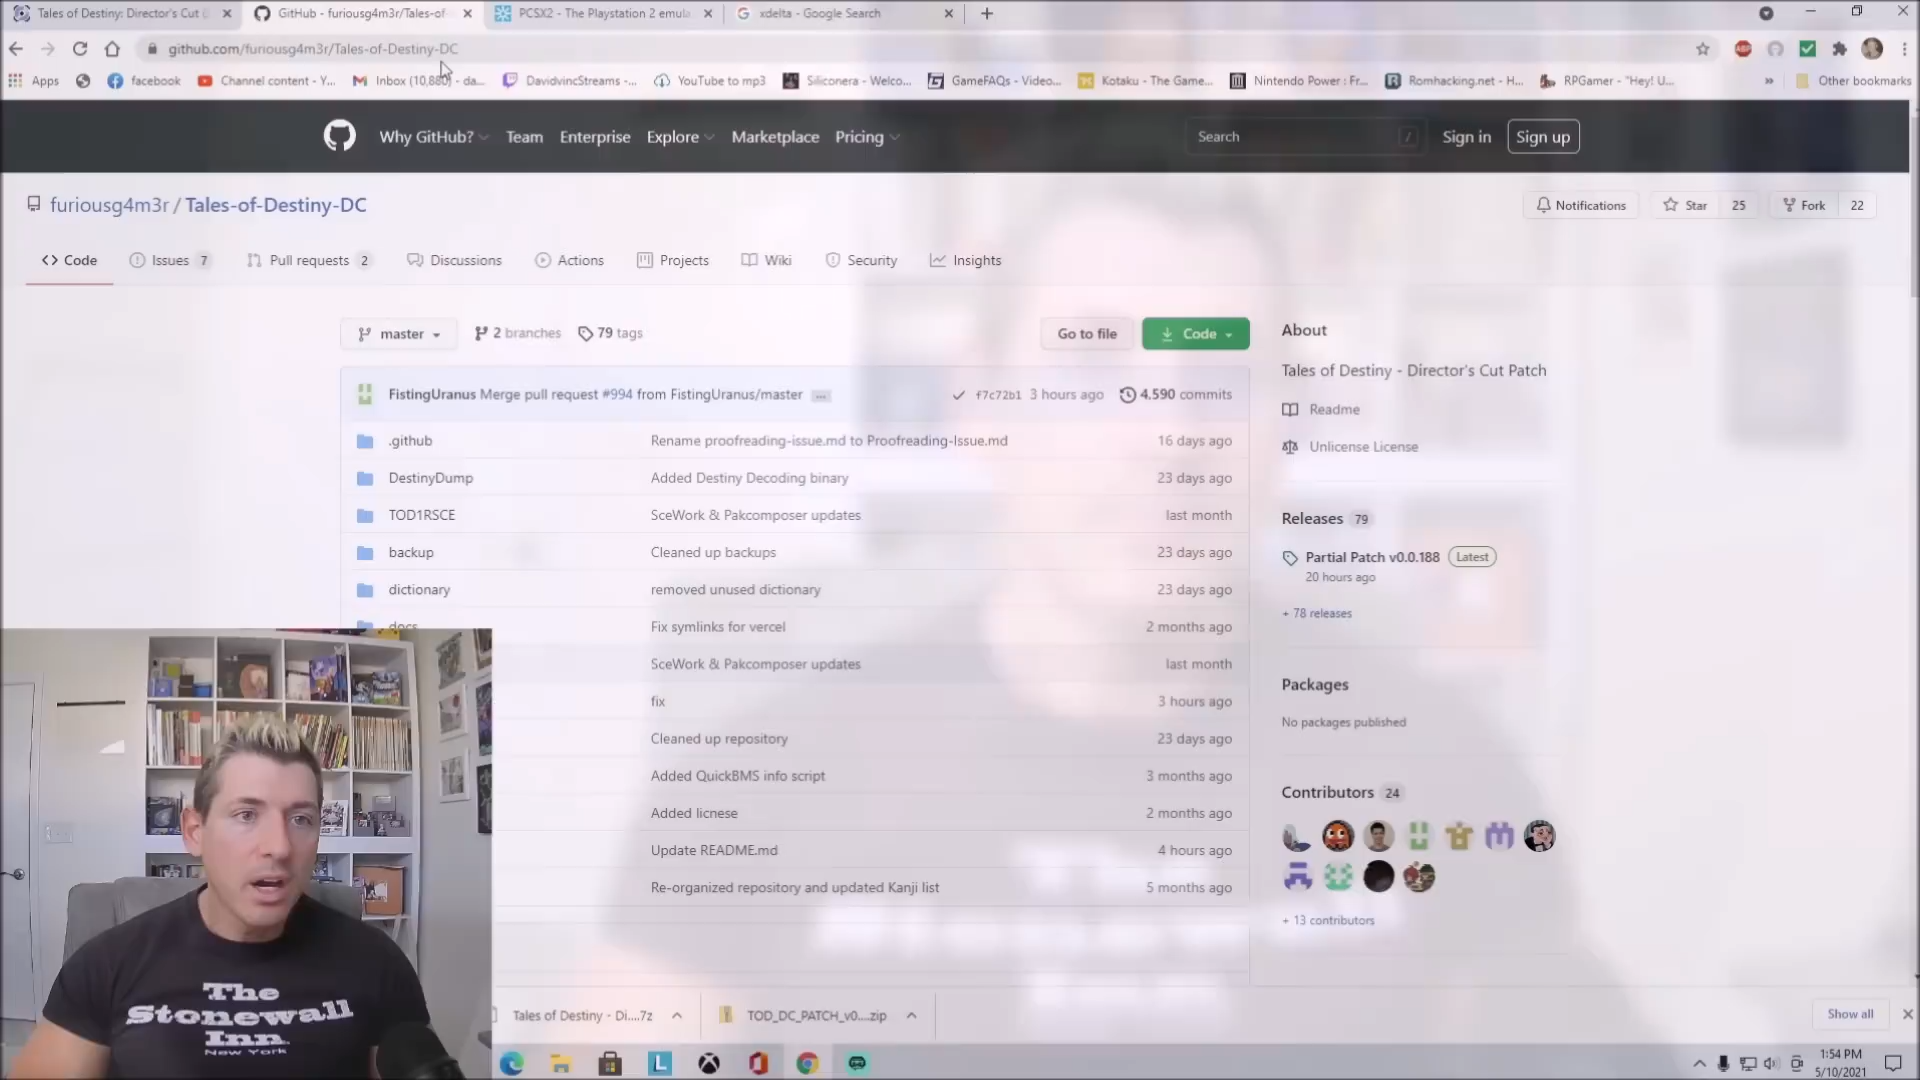 Tales of Destiny: Director's Cut
GitHub - furiousg4m3r/Tales-of-
PCSX2 - The Playstation 2 emula
xdelta - Google Search
github.com/furiousg4m3r/Tales-of-Destiny-DC
Apps
facebook
Channel content - Y...
Inbox (10,880) - da...
DavidvincStreams -...
YouTube to mp3
Siliconera - Welco...
GameFAQs - Video...
Kotaku - The Game...
Nintendo Power : Fr...
Romhacking.net - H...
RPGamer - "Hey! U...
»
Other bookmarks
Why GitHub?
Team
Enterprise
Explore
Marketplace
Pricing
Search /
Sign in
Sign up
furiousg4m3r / Tales-of-Destiny-DC
Notifications
Star 25
Fork 22
<> Code
Issues 7
Pull requests 2
Discussions
Actions
Projects
Wiki
Security
Insights
master
2 branches
79 tags
Go to file
Code
FistingUranus Merge pull request #994 from FistingUranus/master ...
f7c72b1 3 hours ago
4.590 commits
.github Rename proofreading-issue.md to Proofreading-Issue.md 16 days ago
DestinyDump Added Destiny Decoding binary 23 days ago
TOD1RSCE SceWork & Pakcomposer updates last month
backup Cleaned up backups 23 days ago
dictionary removed unused dictionary 23 days ago
docs Fix symlinks for vercel 2 months ago
SceWork & Pakcomposer updates last month
fix 3 hours ago
Cleaned up repository 23 days ago
Added QuickBMS info script 3 months ago
Added licnese 2 months ago
Update README.md 4 hours ago
Re-organized repository and updated Kanji list 5 months ago
About
Tales of Destiny - Director's Cut Patch
Readme
Unlicense License
Releases 79
Partial Patch v0.0.188 Latest
20 hours ago
+ 78 releases
Packages
No packages published
Contributors 24
+ 13 contributors
The
Stonewall
Inn
New York
The
Stonewall
Inn
Tales of Destiny - Di....7z
TOD_DC_PATCH_v0....zip
Show all
L
1:54 PM
5/10/2021